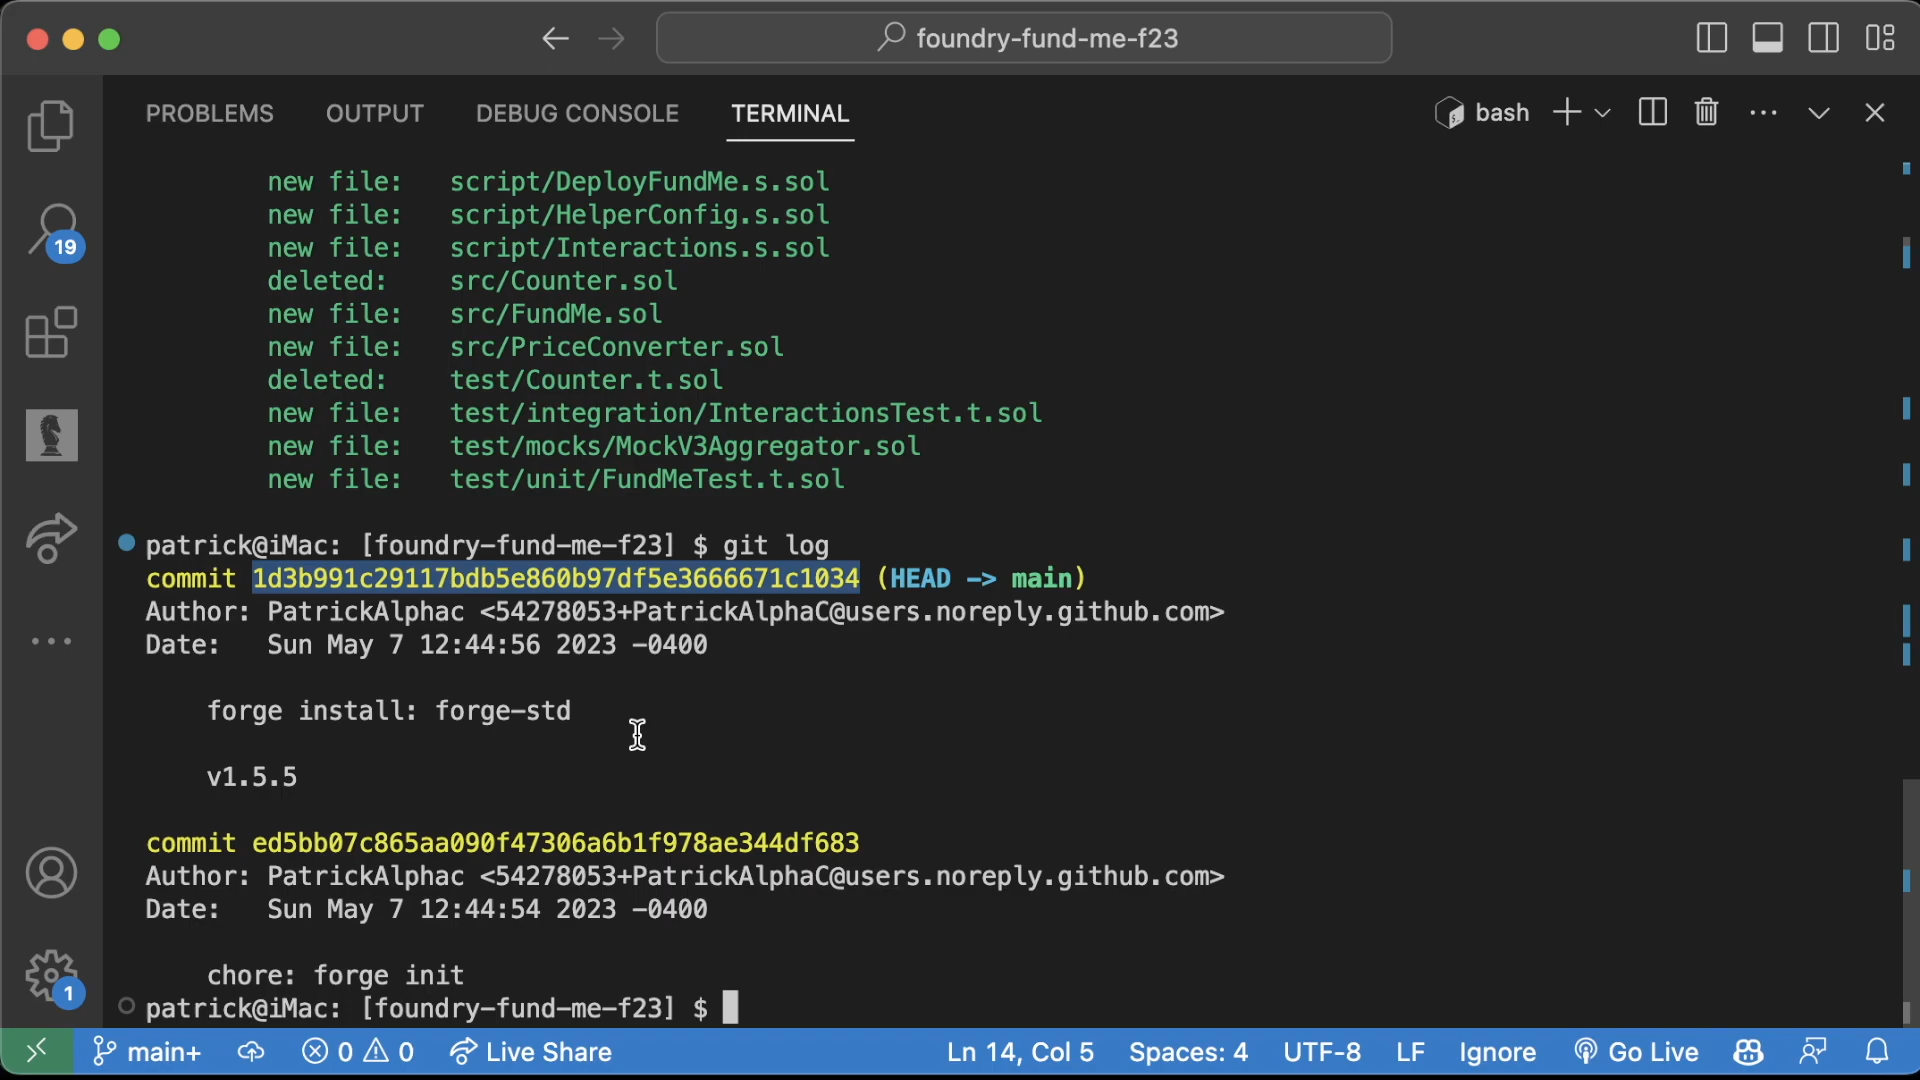 foundry-fund-me-f23
PROBLEMS OUTPUT DEBUG CONSOLE TERMINAL bash
new file: script/DeployFundMe.s.sol
new file: script/HelperConfig.s.sol
19
new file: script/Interactions.s.sol
deleted: src/Counter.sol
new file: src/FundMe.sol
new file: src/PriceConverter.sol
deleted: test/Counter.t.sol
new file: test/integration/InteractionsTest.t.sol
new file: test/mocks/MockV3Aggregator.sol
new file: test/unit/FundMeTest.t.sol
patrick@iMac: [foundry-fund-me-f23] $ git log
commit 1d3b991c29117bdb5e860b97df5e3666671c1034 (HEAD -> main)
Author: PatrickAlphac <54278053+PatrickAlphaC@users.noreply.github.com>
Date: Sun May 7 12:44:56 2023 -0400
forge install: forge-std
v1.5.5
commit ed5bb07c865aa090f47306a6b1f978ae344df683
Author: PatrickAlphac <54278053+PatrickAlphaC@users.noreply.github.com>
Date: Sun May 7 12:44:54 2023 -0400
chore: forge init
1
patrick@iMac: [foundry-fund-me-f23] $
main+ 0 0 Live Share Ln 14, Col 5 Spaces: 4 UTF-8 LF Ignore Go Live